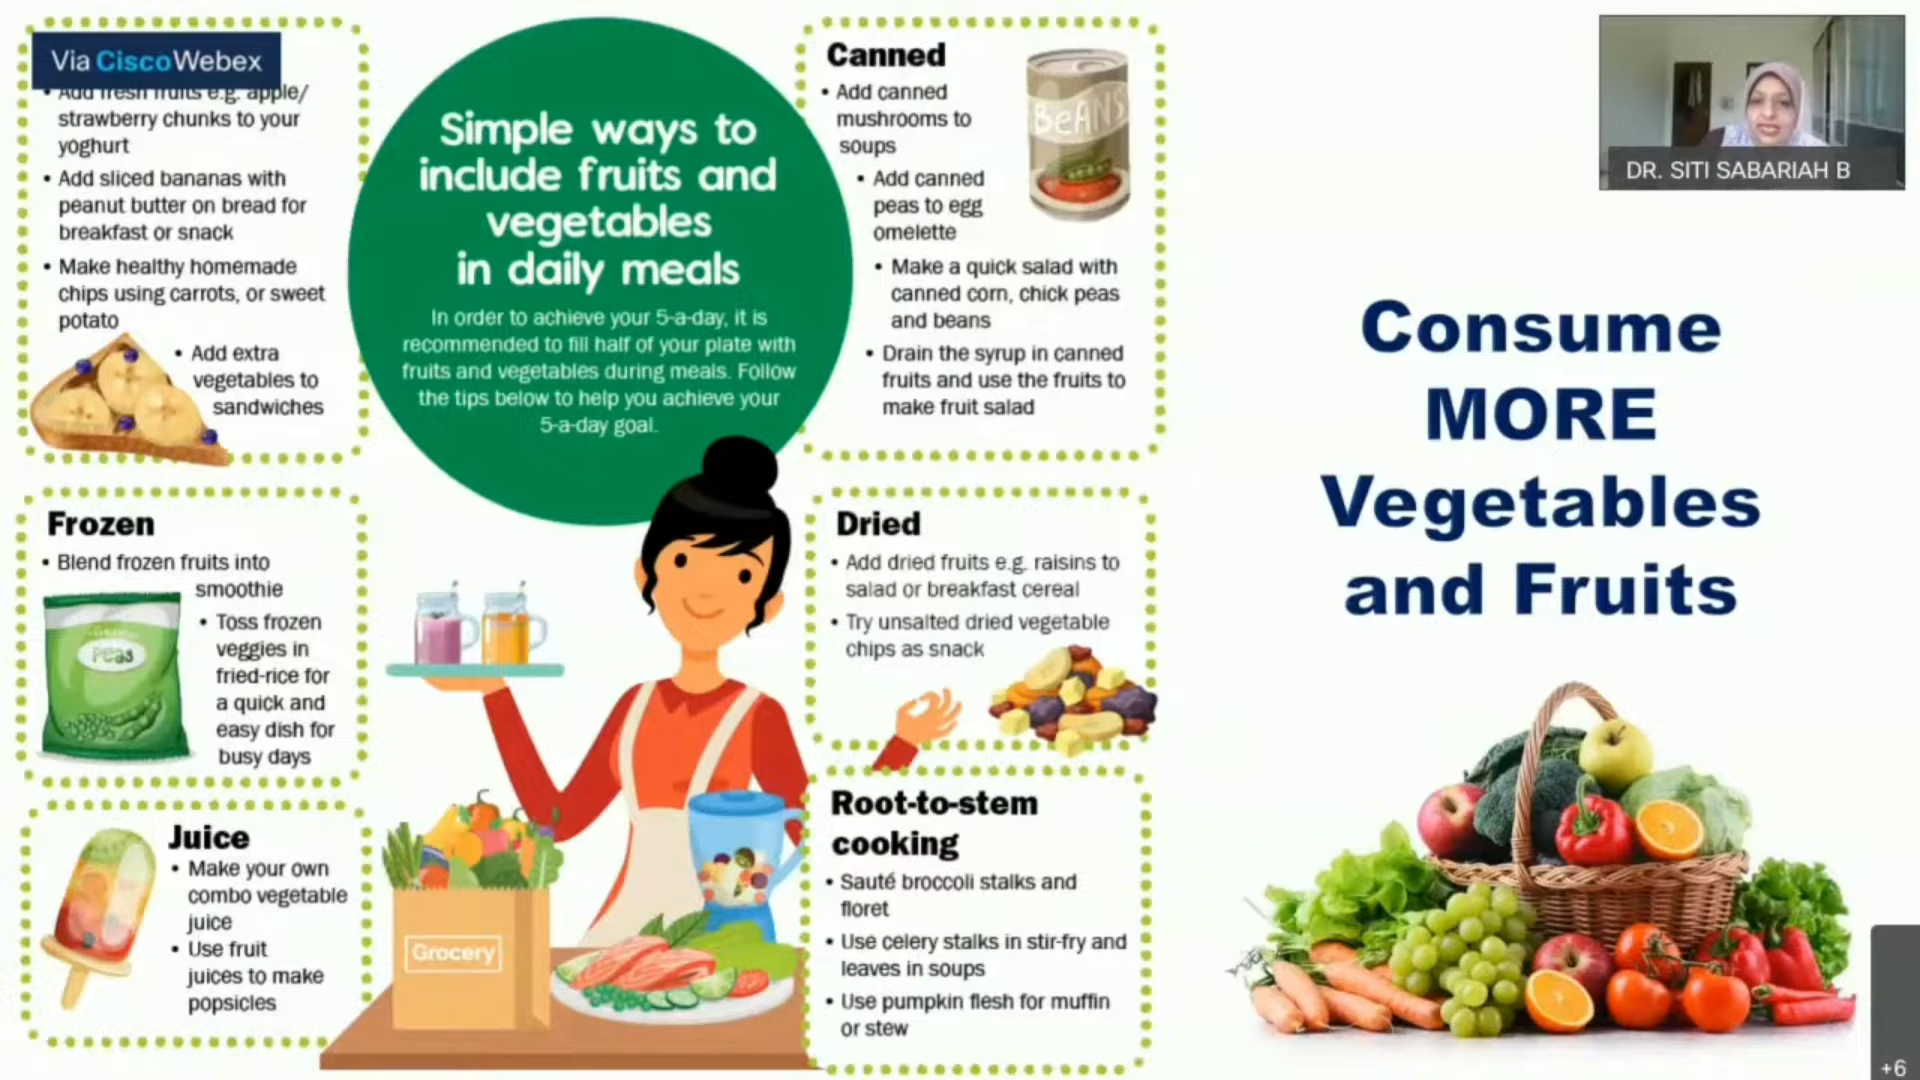 Via Cisco Webex
• Add fresh fruits e.g. apple/
strawberry chunks to your
yoghurt
• Add sliced bananas with
peanut butter on bread for
breakfast or snack
• Make healthy homemade
chips using carrots, or sweet
potato
• Add extra
vegetables to
sandwiches
Simple ways to
include fruits and
vegetables
in daily meals
In order to achieve your 5-a-day, it is
recommended to fill half of your plate with
fruits and vegetables during meals. Follow
the tips below to help you achieve your
5-a-day goal.
Canned
• Add canned
mushrooms to
soups
• Add canned
peas to egg
omelette
• Make a quick salad with
canned corn, chick peas
and beans
• Drain the syrup in canned
fruits and use the fruits to
make fruit salad
BeANS
DR. SITI SABARIAH B
Consume
MORE
Vegetables
and Fruits
Frozen
• Blend frozen fruits into
smoothie
• Toss frozen
veggies in
fried-rice for
a quick and
easy dish for
busy days
Peas
Dried
• Add dried fruits e.g. raisins to
salad or breakfast cereal
• Try unsalted dried vegetable
chips as snack
Juice
• Make your own
combo vegetable
juice
• Use fruit
juices to make
popsicles
Grocery
Root-to-stem
cooking
• Sauté broccoli stalks and
floret
• Use celery stalks in stir-fry and
leaves in soups
• Use pumpkin flesh for muffin
or stew
+6